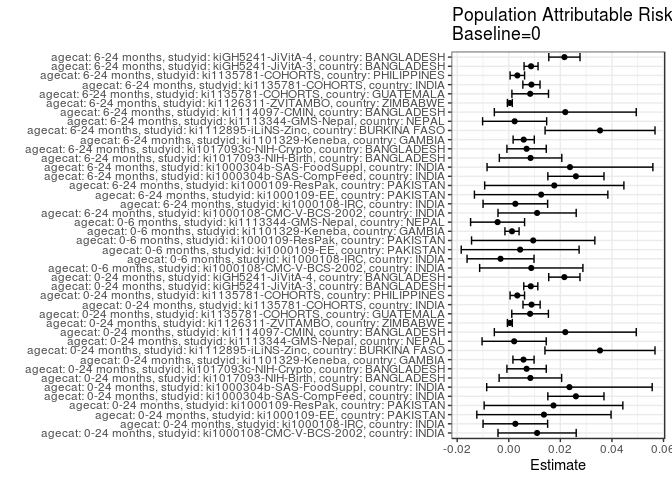 Population Attributable Risk
Baseline=0
agecat: 6-24 months, studyid: kiGH5241-JiVitA-4, country: BANGLADESH
agecat: 6-24 months, studyid: kiGH5241-JiVitA-3, country: BANGLADESH
agecat: 6-24 months, studyid: ki1135781-COHORTS, country: PHILIPPINES
agecat: 6-24 months, studyid: ki1135781-COHORTS, country: INDIA
agecat: 6-24 months, studyid: ki1135781-COHORTS, country: GUATEMALA
agecat: 6-24 months, studyid: ki1126311-ZVITAMBO, country: ZIMBABWE
agecat: 6-24 months, studyid: ki1114097-CMIN, country: BANGLADESH
agecat: 6-24 months, studyid: ki1113344-GMS-Nepal, country: NEPAL
agecat: 6-24 months, studyid: ki1112895-iLiNS-Zinc, country: BURKINA FASO
agecat: 6-24 months, studyid: ki1101329-Keneba, country: GAMBIA
agecat: 6-24 months, studyid: ki1017093c-NIH-Crypto, country: BANGLADESH
agecat: 6-24 months, studyid: ki1017093-NIH-Birth, country: BANGLADESH
agecat: 6-24 months, studyid: ki1000304b-SAS-FoodSuppl, country: INDIA
agecat: 6-24 months, studyid: ki1000304b-SAS-CompFeed, country: INDIA
agecat: 6-24 months, studyid: ki1000109-ResPak, country: PAKISTAN
agecat: 6-24 months, studyid: ki1000109-EE, country: PAKISTAN
agecat: 6-24 months, studyid: ki1000108-IRC, country: INDIA
agecat: 6-24 months, studyid: ki1000108-CMC-V-BCS-2002, country: INDIA
agecat: 0-6 months, studyid: ki1113344-GMS-Nepal, country: NEPAL
agecat: 0-6 months, studyid: ki1101329-Keneba, country: GAMBIA
agecat: 0-6 months, studyid: ki1000109-ResPak, country: PAKISTAN
agecat: 0-6 months, studyid: ki1000109-EE, country: PAKISTAN
agecat: 0-6 months, studyid: ki1000108-IRC, country: INDIA
agecat: 0-6 months, studyid: ki1000108-CMC-V-BCS-2002, country: INDIA
agecat: 0-24 months, studyid: kiGH5241-JiVitA-4, country: BANGLADESH
agecat: 0-24 months, studyid: kiGH5241-JiVitA-3, country: BANGLADESH
agecat: 0-24 months, studyid: ki1135781-COHORTS, country: PHILIPPINES
agecat: 0-24 months, studyid: ki1135781-COHORTS, country: INDIA
agecat: 0-24 months, studyid: ki1135781-COHORTS, country: GUATEMALA
agecat: 0-24 months, studyid: ki1126311-ZVITAMBO, country: ZIMBABWE
agecat: 0-24 months, studyid: ki1114097-CMIN, country: BANGLADESH
agecat: 0-24 months, studyid: ki1113344-GMS-Nepal, country: NEPAL
agecat: 0-24 months, studyid: ki1112895-iLiNS-Zinc, country: BURKINA FASO
agecat: 0-24 months, studyid: ki1101329-Keneba, country: GAMBIA
agecat: 0-24 months, studyid: ki1017093c-NIH-Crypto, country: BANGLADESH
agecat: 0-24 months, studyid: ki1017093-NIH-Birth, country: BANGLADESH
agecat: 0-24 months, studyid: ki1000304b-SAS-FoodSuppl, country: INDIA
agecat: 0-24 months, studyid: ki1000304b-SAS-CompFeed, country: INDIA
agecat: 0-24 months, studyid: ki1000109-ResPak, country: PAKISTAN
agecat: 0-24 months, studyid: ki1000109-EE, country: PAKISTAN
agecat: 0-24 months, studyid: ki1000108-IRC, country: INDIA
agecat: 0-24 months, studyid: ki1000108-CMC-V-BCS-2002, country: INDIA
-0.02 0.00 0.02 0.04 0.06
Estimate